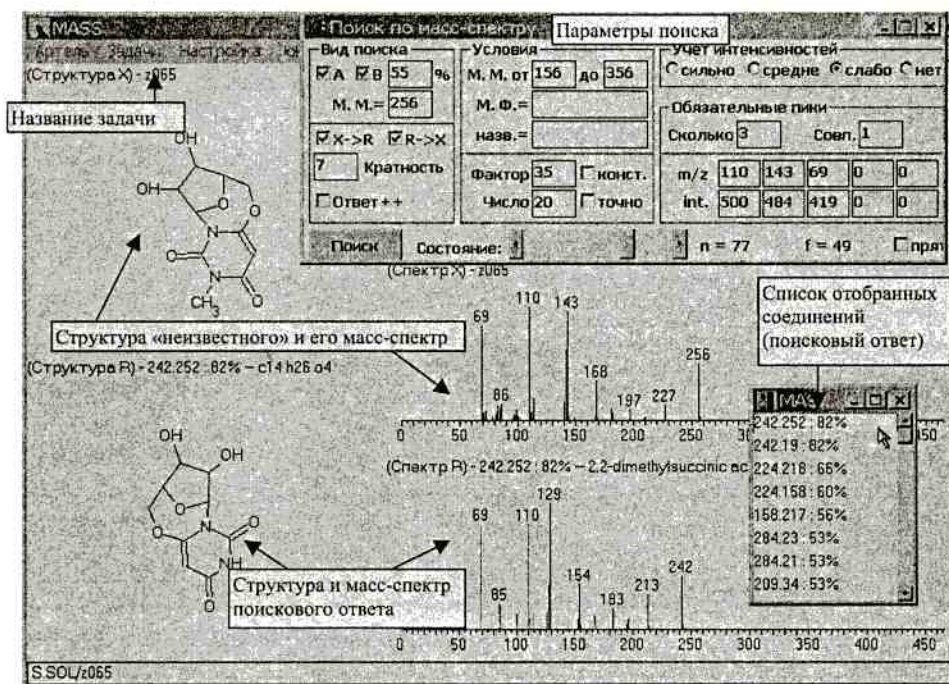 MASS
Поиск по масс-спектру
Параметры поиска
Задачи Настройка
(Структура X) - z065
Название задачи
Вид поиска
A B 55 %
М. М.= 256
X->R R->X
7 Кратность
Ответ ++
Условия
М. М. от 156 до 356
М. Ф.=
назв.=
Фактор 35 конст.
Число 20 точно
Учет интенсивностей
сильно средне слабо нет
Обязательные пики
Сколько 3 Совп. 1
m/z 110 143 69 0 0
int. 500 484 419 0 0
Поиск Состояние: n = 77 f = 49
OH
OH
O
O
O
N
N
O
CH3
(Спектр X) - z065
69 86 110 143 168 197 227 256
0 50 100 150 200 250 300
Структура «неизвестного» и его масс-спектр
Список отобранных
соединений
(поисковый ответ)
(Структура R) - 242.252 : 82% – c14 h26 o4
(Спектр R) - 242.252 : 82% – 2,2-dimethylsuccinic ac
OH
OH
O
O
N
O
NH
O
69 85 110 129 154 183 213 242
0 50 100 150 200 250 300 350 400 450
Структура и масс-спектр
поискового ответа
242.252 : 82%
242.19 : 82%
224.218 : 66%
224.158 : 60%
158.217 : 56%
284.23 : 53%
284.21 : 53%
209.34 : 53%
S.SOL/z065